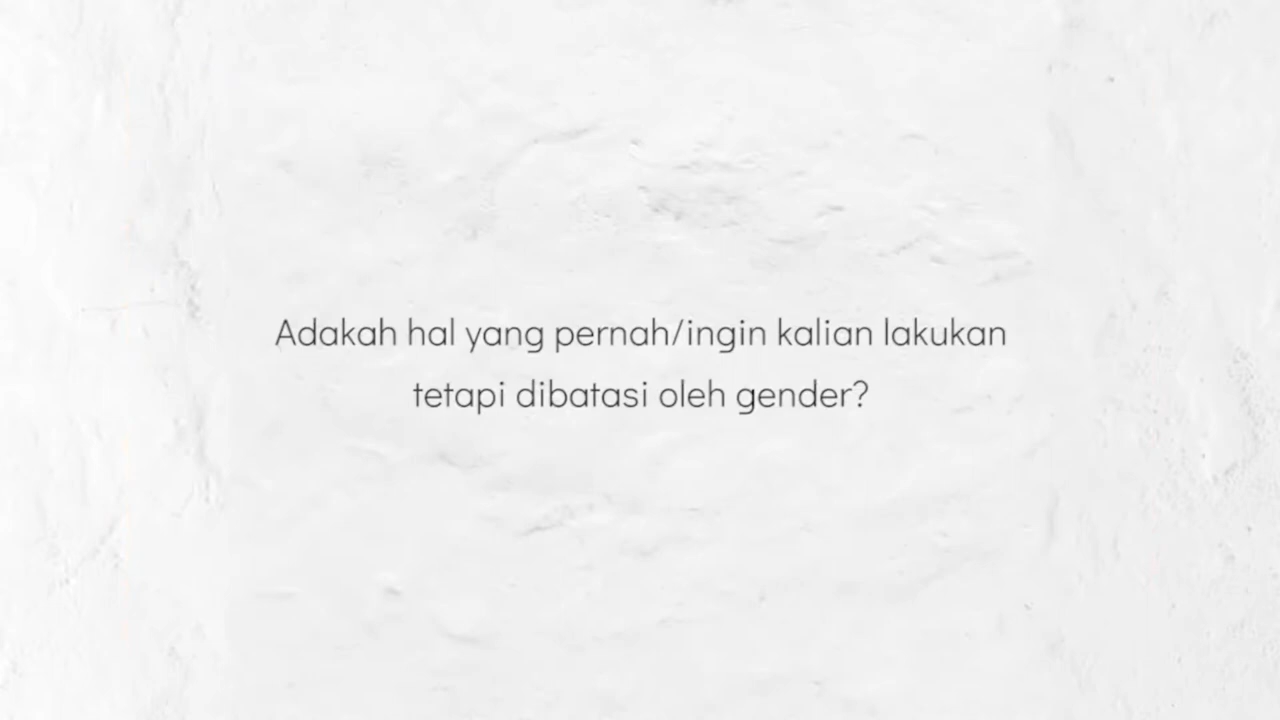 Adakah hal yang pernah/ingin kalian lakukan
tetapi dibatasi oleh gender?